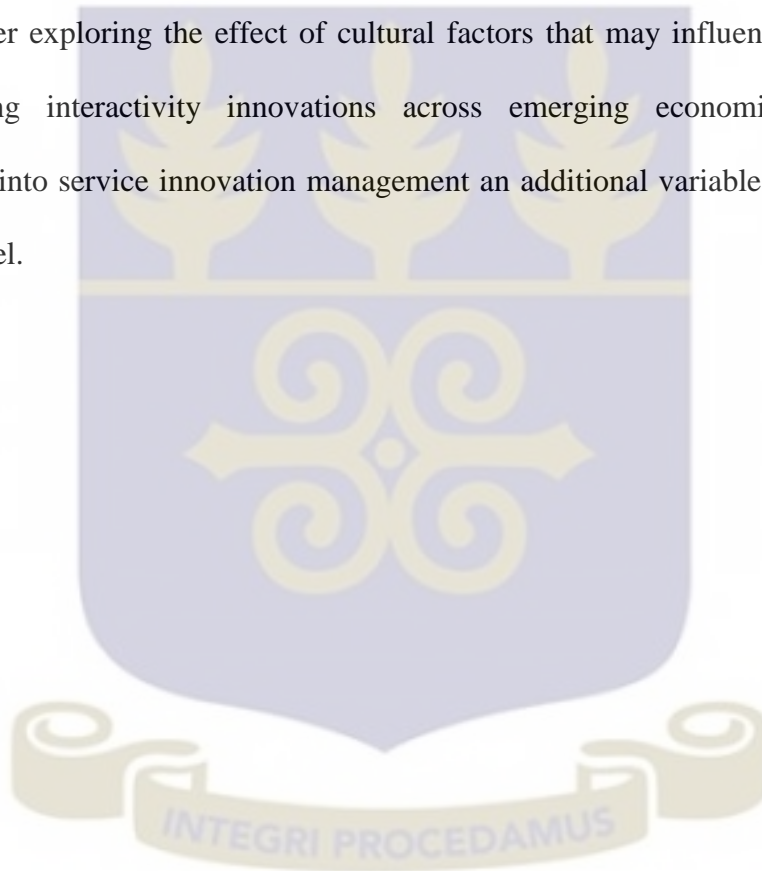 er exploring the effect of cultural factors that may influen
ng interactivity innovations across emerging economi
into service innovation management an additional variable
el.
INTEGRI PROCEDAMUS